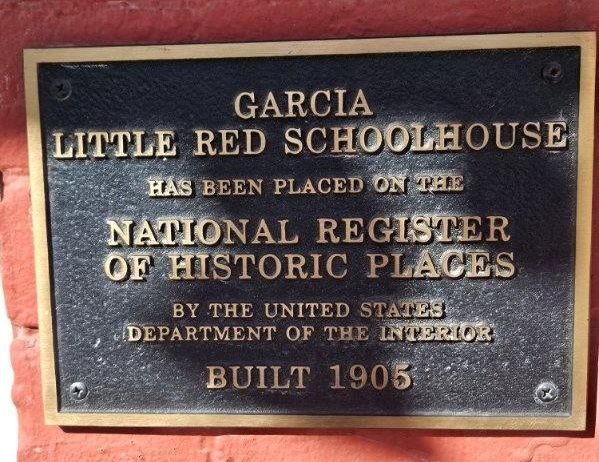 GARCIA
LITTLE RED SCHOOLHOUSE
HAS BEEN PLACED ON THE
NATIONAL REGISTER
OF HISTORIC PLACES
BY THE UNITED STATES
DEPARTMENT OF THE INTERIOR
BUILT 1905